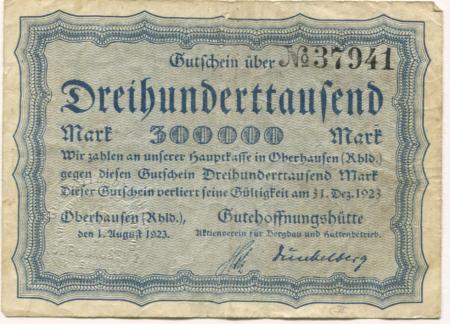 Gutschein über № 37941
Dreihunderttausend
Mark 300000 Mark
Wir zahlen an unserer Hauptkasse in Oberhausen (Rhld.)
gegen diesen Gutschein Dreihunderttausend Mark
Dieser Gutschein verliert seine Gültigkeit am 31. Dez. 1923
Oberhausen (Rhld.),
den 1. August 1923.
Gutehoffnungshütte
Aktienverein für Bergbau und Hüttenbetrieb.
Dunkelberg